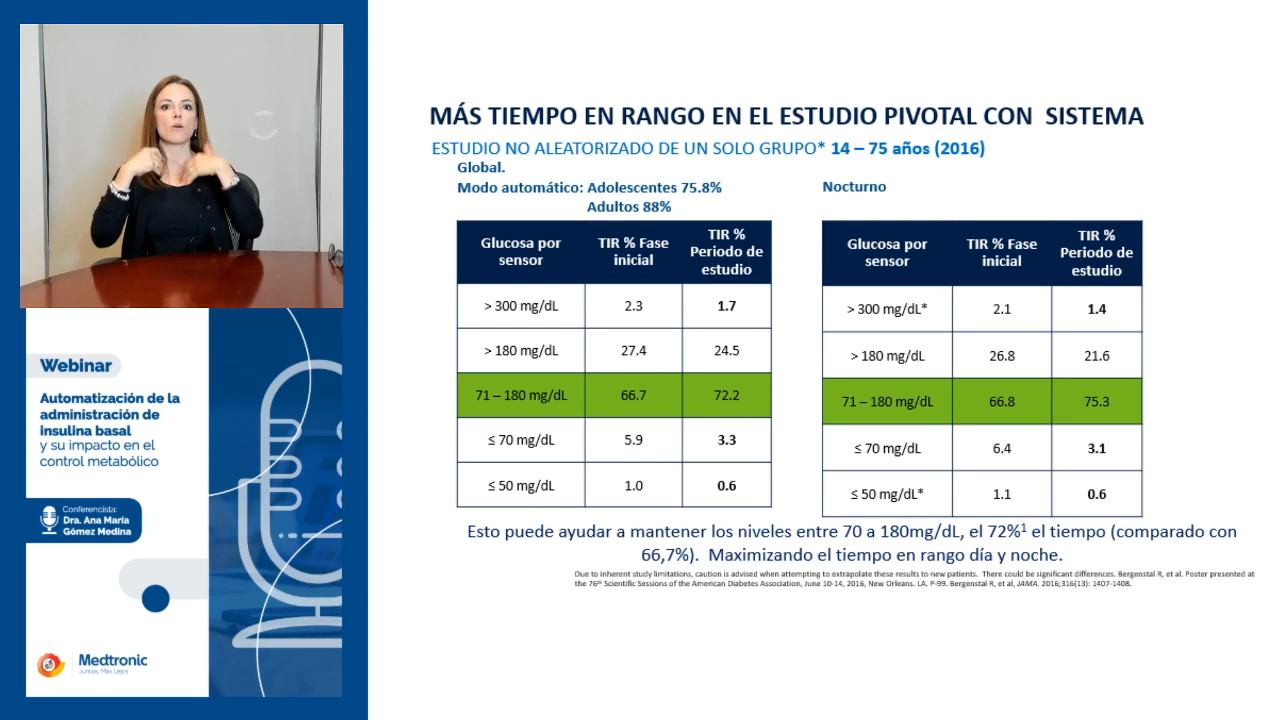 Webinar
Automatización de la
administración de
insulina basal
y su impacto en el
control metabólico
Conferencista:
Dra. Ana María
Gómez Medina
Medtronic
Juntos, Más Lejos
MÁS TIEMPO EN RANGO EN EL ESTUDIO PIVOTAL CON SISTEMA
ESTUDIO NO ALEATORIZADO DE UN SOLO GRUPO* 14 – 75 años (2016)
Global.
Modo automático: Adolescentes 75.8%
Adultos 88%
Glucosa por sensor TIR % Fase inicial TIR % Periodo de estudio
> 300 mg/dL 2.3 1.7
> 180 mg/dL 27.4 24.5
71 – 180 mg/dL 66.7 72.2
≤ 70 mg/dL 5.9 3.3
≤ 50 mg/dL 1.0 0.6
Nocturno
Glucosa por sensor TIR % Fase inicial TIR % Periodo de estudio
> 300 mg/dL* 2.1 1.4
> 180 mg/dL 26.8 21.6
71 – 180 mg/dL 66.8 75.3
≤ 70 mg/dL 6.4 3.1
≤ 50 mg/dL* 1.1 0.6
Esto puede ayudar a mantener los niveles entre 70 a 180mg/dL, el 72%¹ el tiempo (comparado con
66,7%). Maximizando el tiempo en rango día y noche.
Due to inherent study limitations, caution is advised when attempting to extrapolate these results to new patients. There could be significant differences. Bergenstal R, et al. Poster presented at
the 76th Scientific Sessions of the American Diabetes Association, June 10-14, 2016, New Orleans. LA. P-99. Bergenstal R, et al, JAMA. 2016;316(13): 1407-1408.